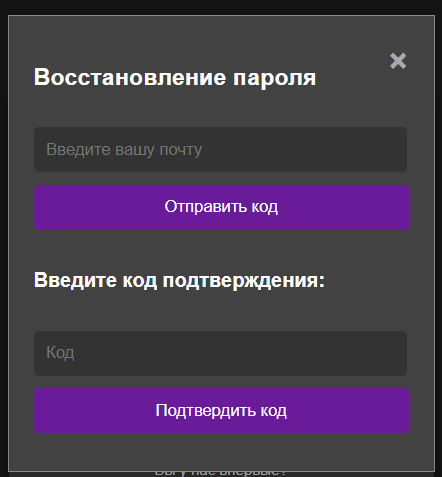 Восстановление пароля
×
Введите вашу почту
Отправить код
Введите код подтверждения:
Код
Подтвердить код